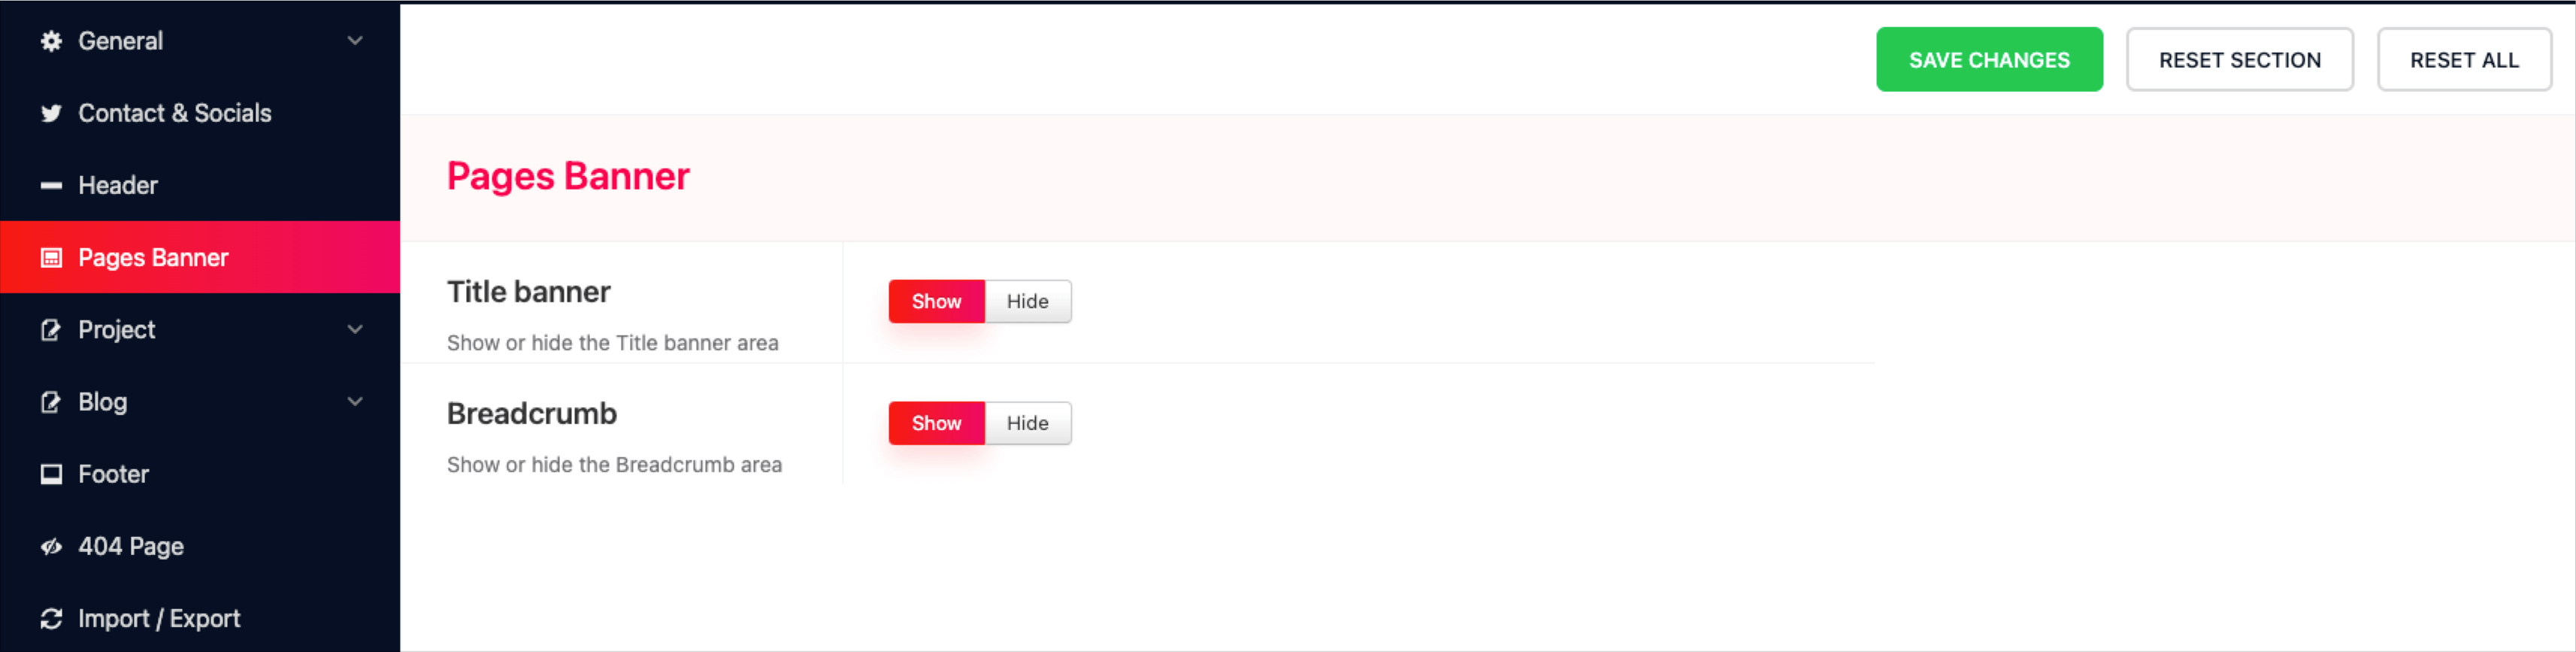 General
Contact & Socials
Header
Pages Banner
Project
Blog
Footer
404 Page
Import / Export
SAVE CHANGES
RESET SECTION
RESET ALL
Pages Banner
Title banner
Show or hide the Title banner area
Show
Hide
Breadcrumb
Show or hide the Breadcrumb area
Show
Hide